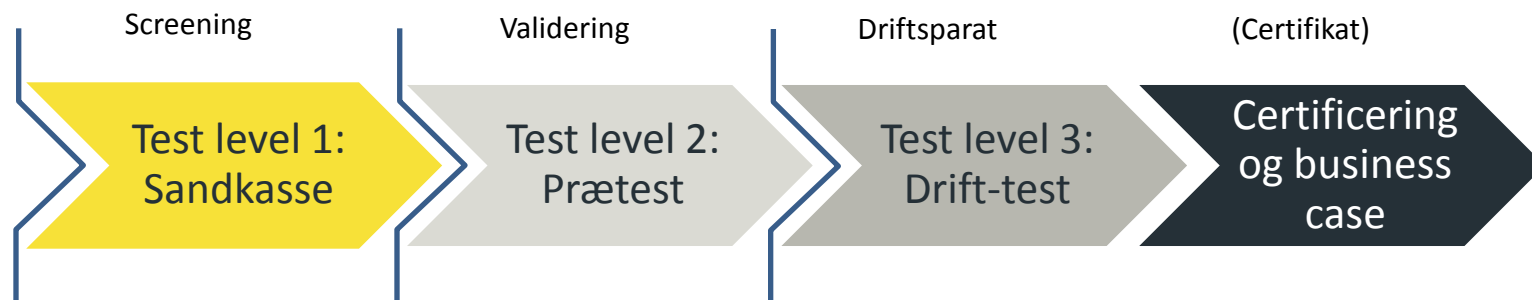 Screening
Validering
Driftsparat
(Certifikat)
Test level 1:
Sandkasse
Test level 2:
Prætest
Test level 3:
Drift-test
Certificering
og business
case